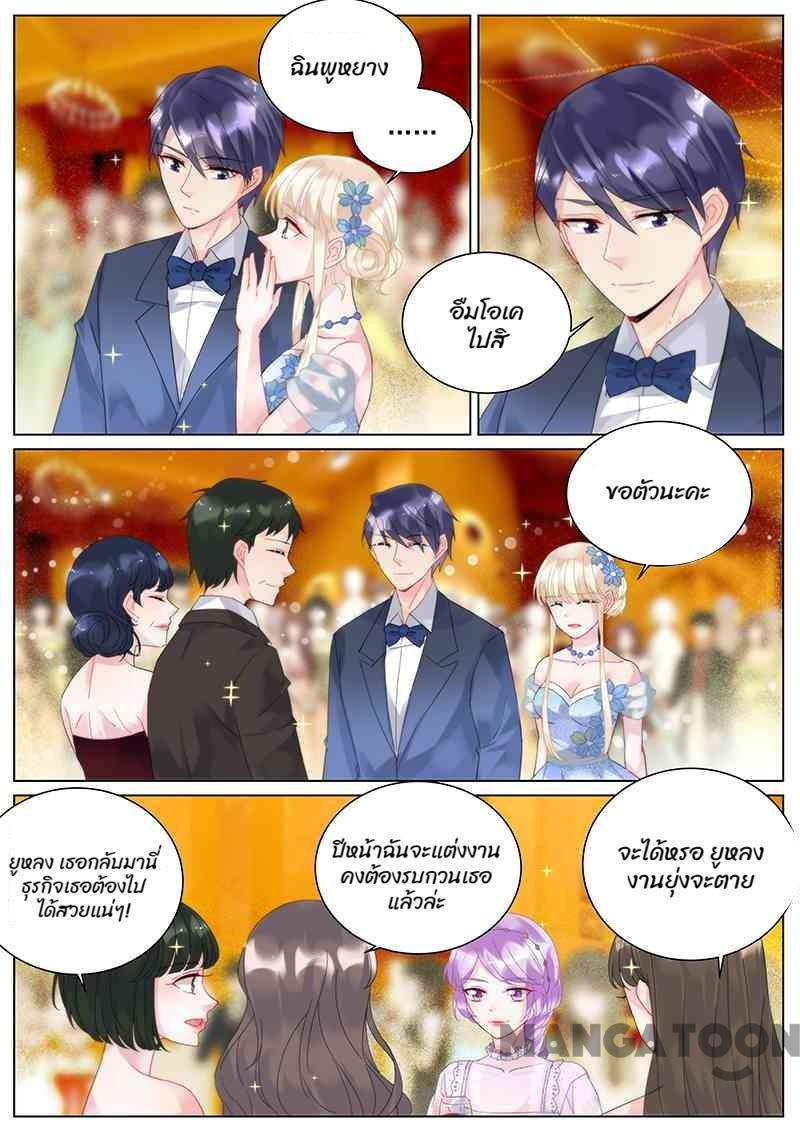 ฉินพูหยาง
......
อืมโอเค
ไปสิ
ขอตัวนะคะ
ยูหลง เธอกลับมานี่
ธุรกิจเธอต้องไป
ได้สวยแน่ๆ!
ปีหน้าฉันจะแต่งงาน
คงต้องรบกวนเธอ
แล้วล่ะ
จะได้หรอ ยูหลง
งานยุ่งจะตาย
MANGATOON